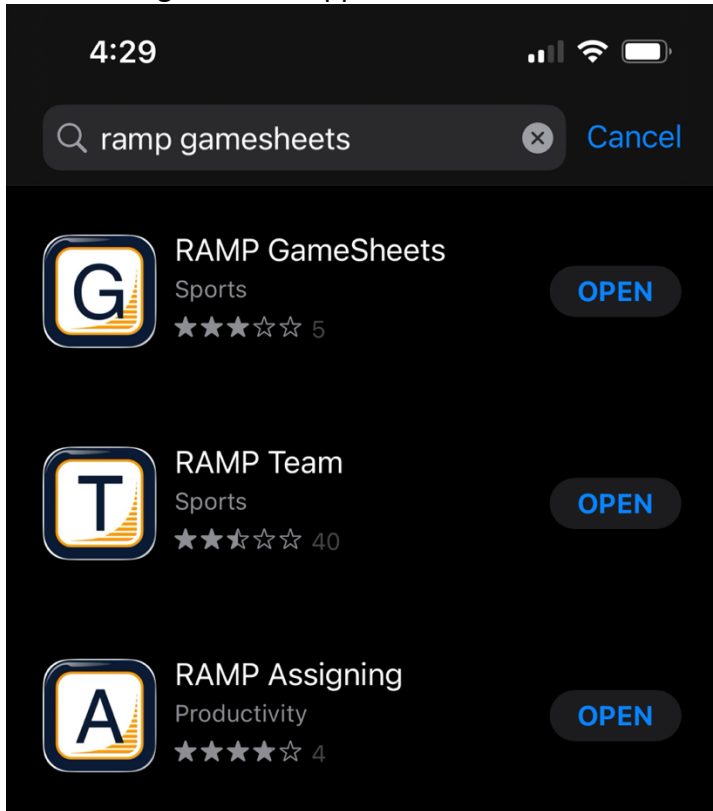 4:29
ramp gamesheets
Cancel
G
RAMP GameSheets
Sports
5
OPEN
T
RAMP Team
Sports
40
OPEN
A
RAMP Assigning
Productivity
4
OPEN